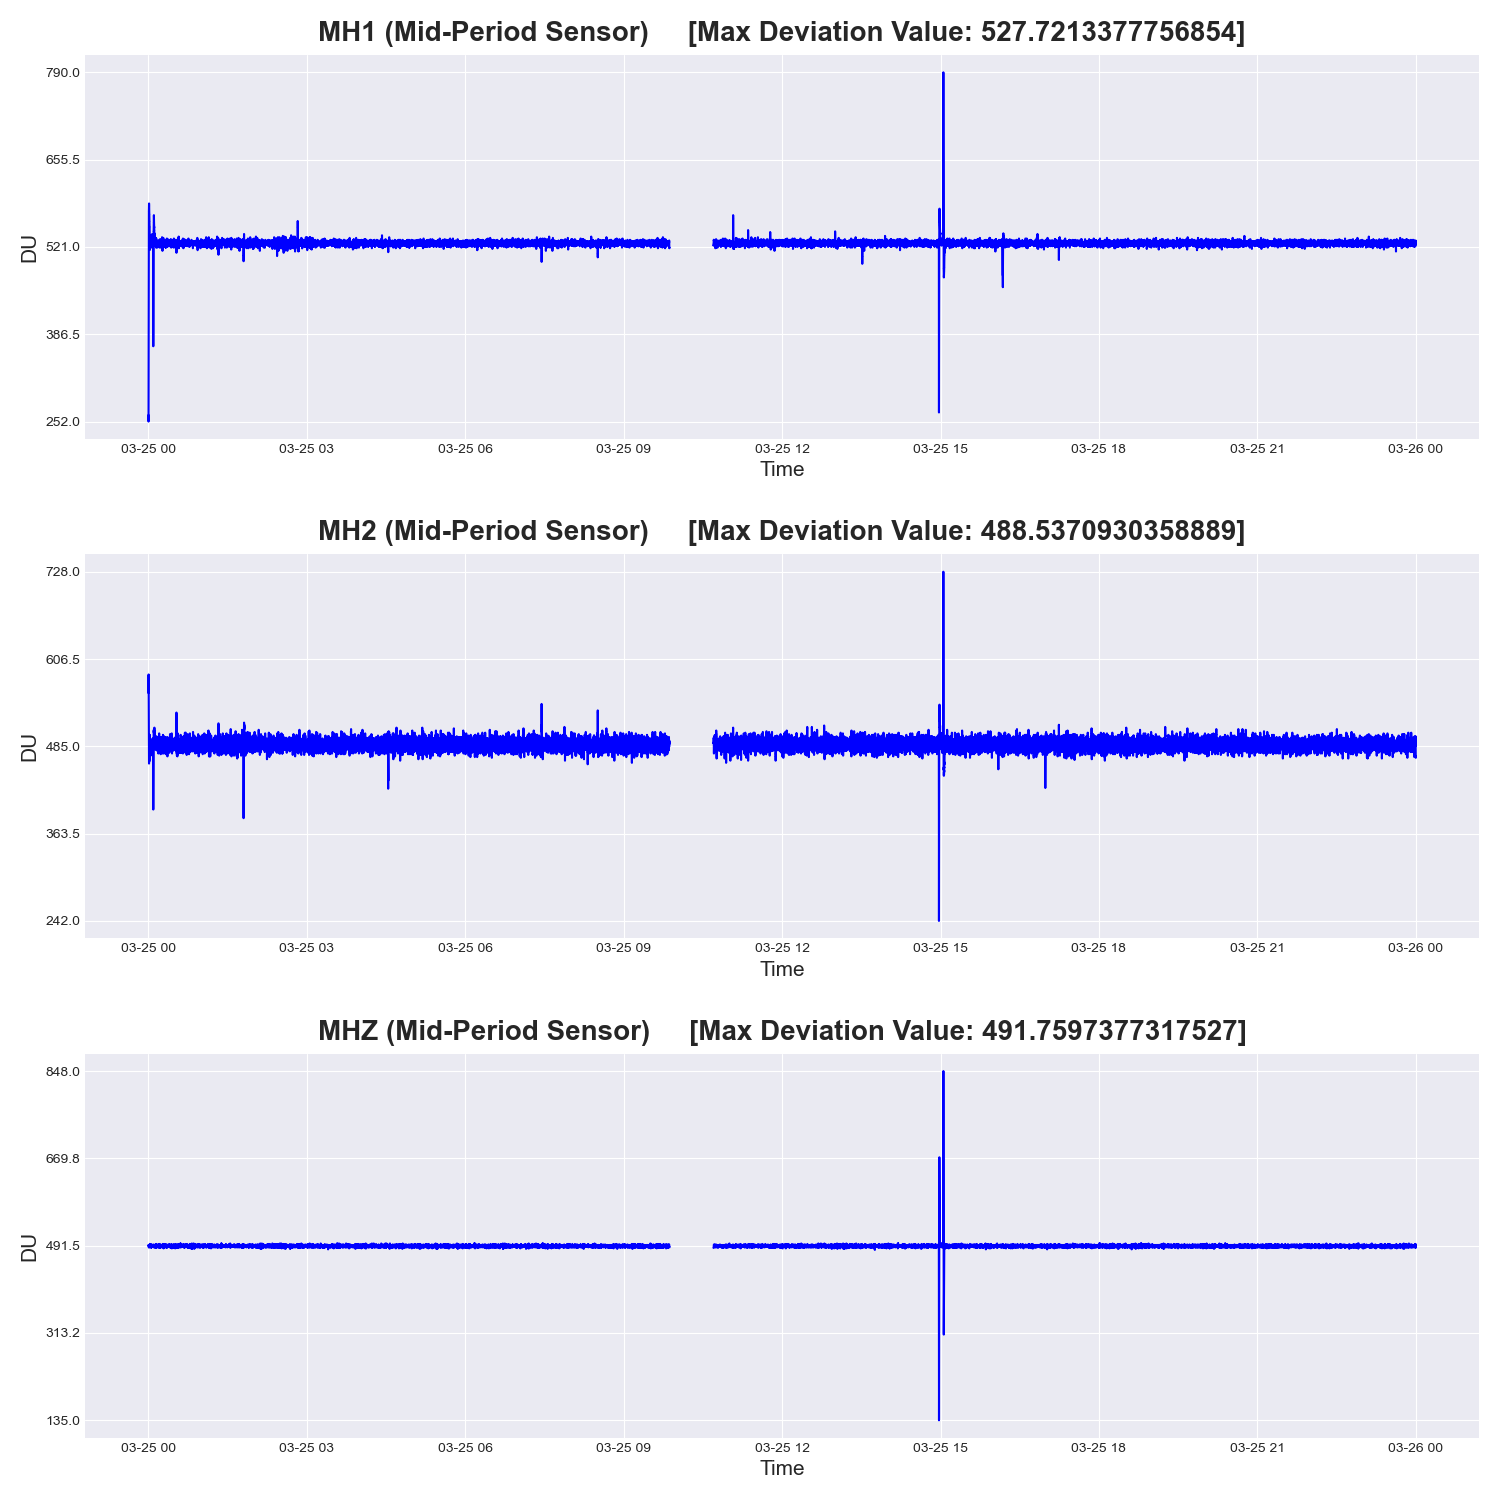 MH1 (Mid-Period Sensor) [Max Deviation Value: 527.7213377756854]
790.0
655.5
521.0
386.5
252.0
DU
03-25 00 03-25 03 03-25 06 03-25 09 03-25 12 03-25 15 03-25 18 03-25 21 03-26 00
Time
MH2 (Mid-Period Sensor) [Max Deviation Value: 488.5370930358889]
728.0
606.5
485.0
363.5
242.0
DU
03-25 00 03-25 03 03-25 06 03-25 09 03-25 12 03-25 15 03-25 18 03-25 21 03-26 00
Time
MHZ (Mid-Period Sensor) [Max Deviation Value: 491.7597377317527]
848.0
669.8
491.5
313.2
135.0
DU
03-25 00 03-25 03 03-25 06 03-25 09 03-25 12 03-25 15 03-25 18 03-25 21 03-26 00
Time